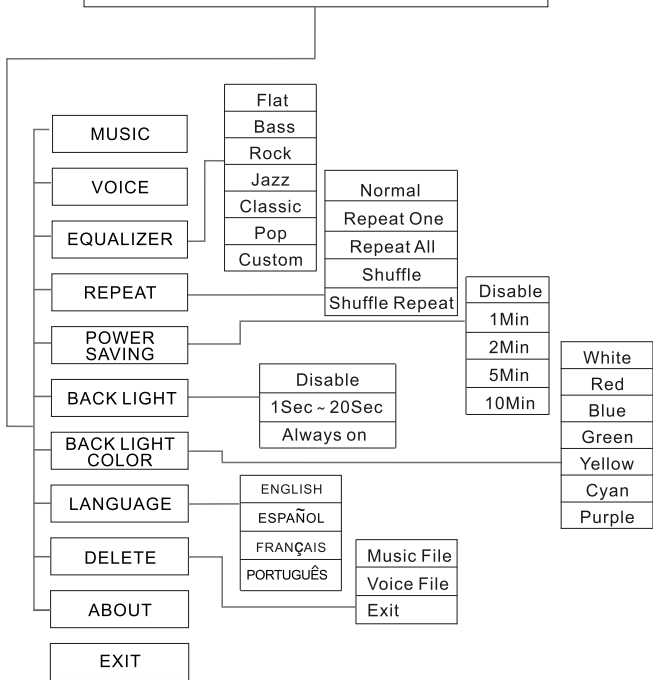 MUSIC
VOICE
EQUALIZER
REPEAT
POWER
SAVING
BACK LIGHT
BACK LIGHT
COLOR
LANGUAGE
DELETE
ABOUT
EXIT
Flat
Bass
Rock
Jazz
Classic
Pop
Custom
Normal
Repeat One
Repeat All
Shuffle
Shuffle Repeat
Disable
1Min
2Min
5Min
10Min
Disable
1Sec ~ 20Sec
Always on
White
Red
Blue
Green
Yellow
Cyan
Purple
ENGLISH
ESPAÑOL
FRANÇAIS
PORTUGUÊS
Music File
Voice File
Exit